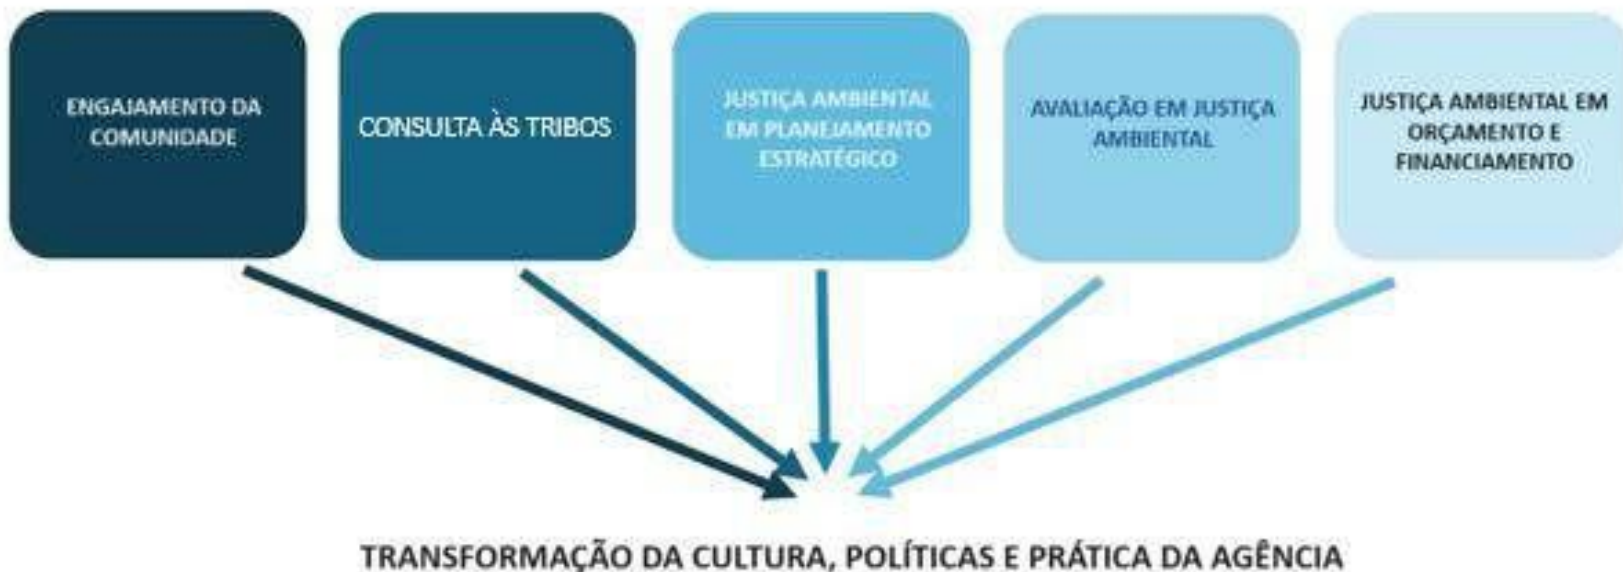 ENGAJAMENTO DA
COMUNIDADE
CONSULTA ÀS TRIBOS
JUSTIÇA AMBIENTAL
EM PLANEJAMENTO
ESTRATÉGICO
AVALIAÇÃO EM JUSTIÇA
AMBIENTAL
JUSTIÇA AMBIENTAL EM
ORÇAMENTO E
FINANCIAMENTO
TRANSFORMAÇÃO DA CULTURA, POLÍTICAS E PRÁTICA DA AGÊNCIA